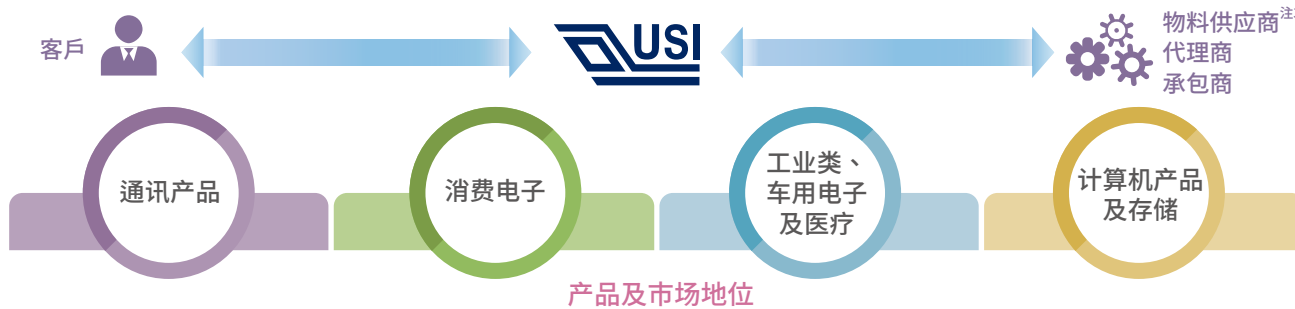 客戶
USI
物料供应商注
代理商
承包商
通讯产品
消费电子
工业类、
车用电子
及医疗
计算机产品
及存储
产品及市场地位